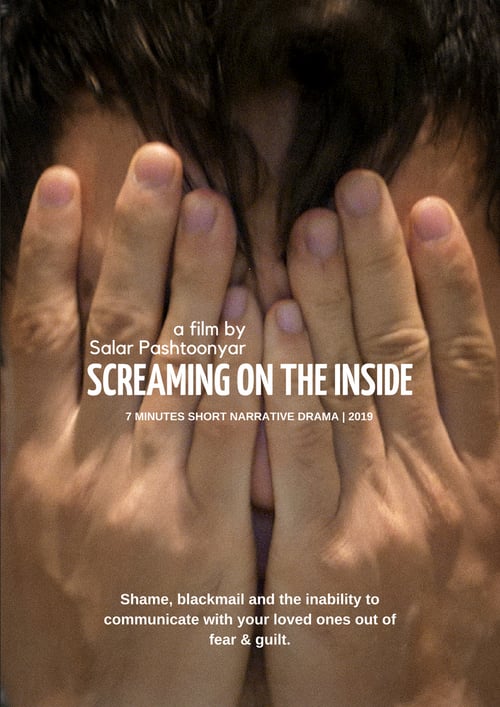 a film by
Salar Pashtoonyar
SCREAMING ON THE INSIDE
7 MINUTES SHORT NARRATIVE DRAMA | 2019
Shame, blackmail and the inability to
communicate with your loved ones out of
fear & guilt.